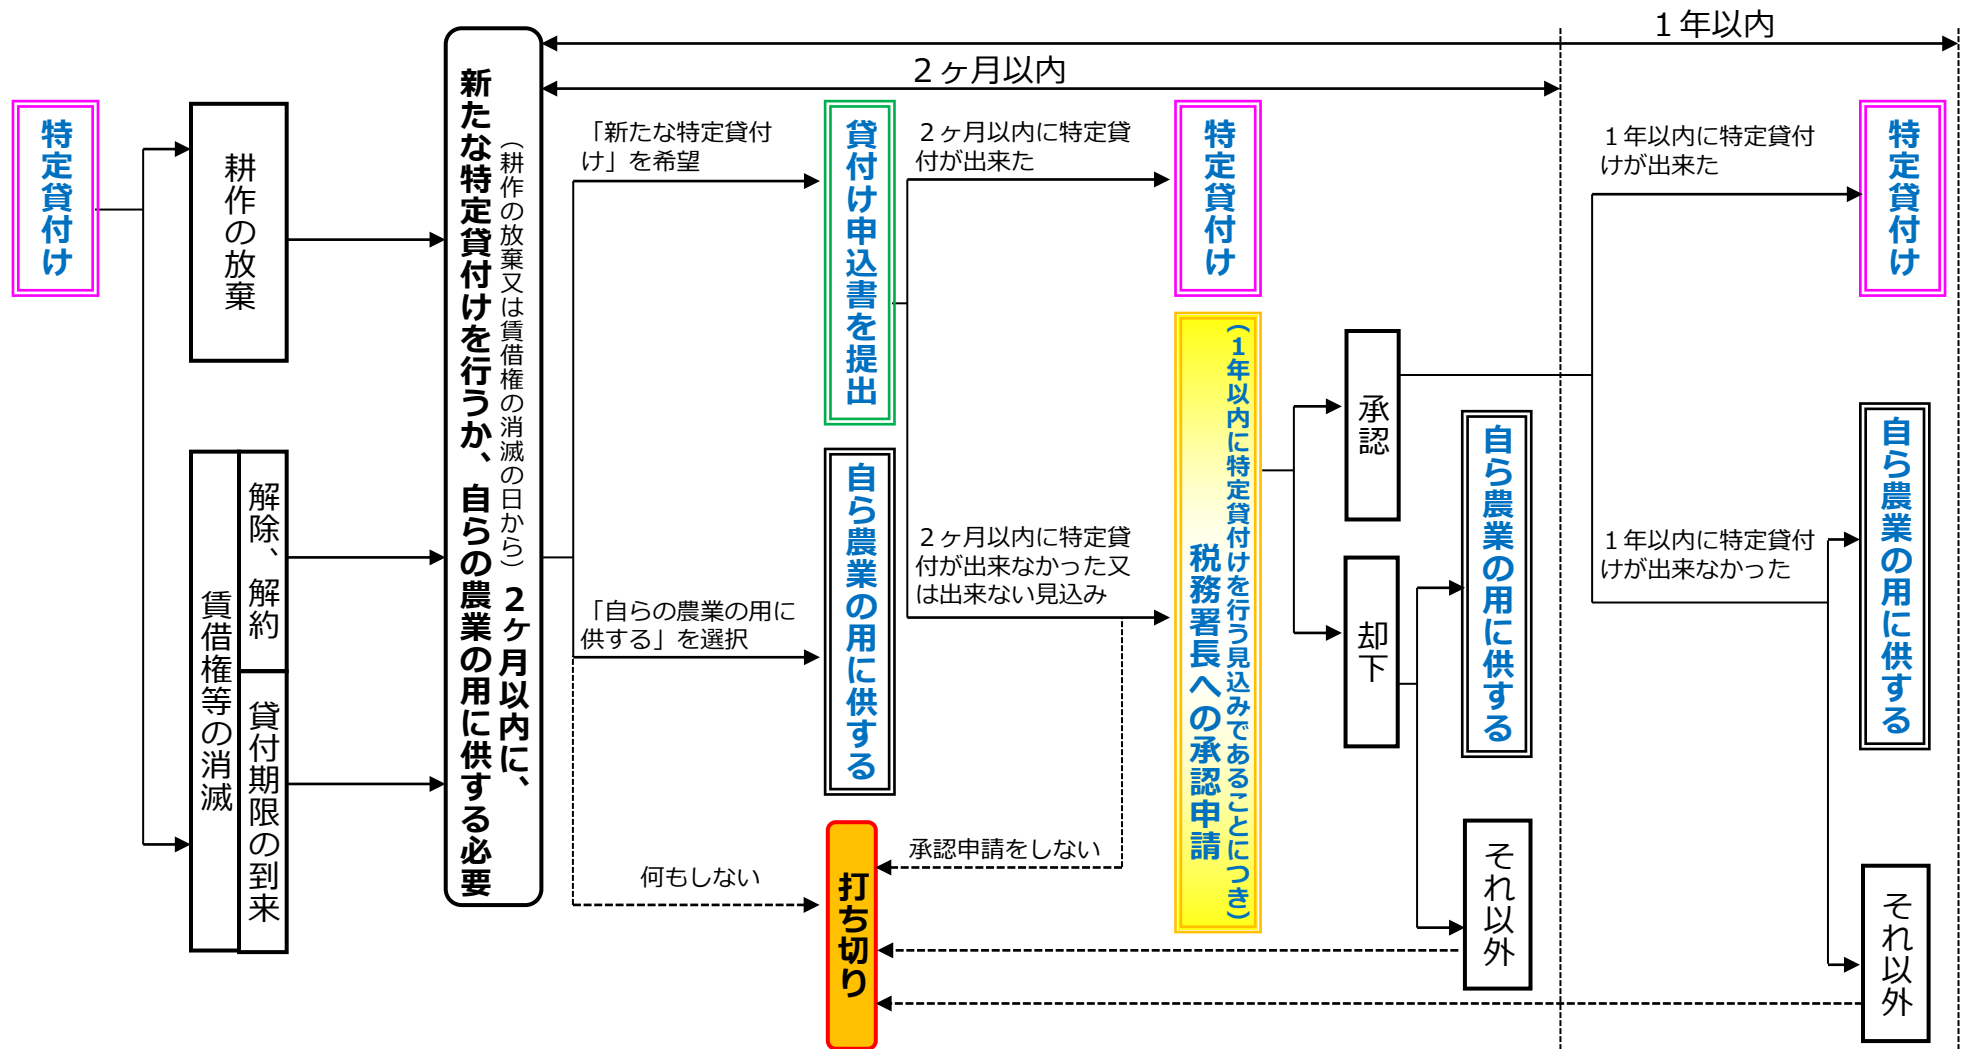 １年以内
２ヶ月以内
特定貸付け
耕作の放棄
賃借権等の消滅
解除、解約
貸付期限の到来
（耕作の放棄又は賃借権の消滅の日から）２ヶ月以内に、
新たな特定貸付けを行うか、自らの農業の用に供する必要
「新たな特定貸付
け」を希望
「自らの農業の用に
供する」を選択
何もしない
貸付け申込書を提出
自ら農業の用に供する
打ち切り
２ヶ月以内に特定貸
付が出来た
２ヶ月以内に特定貸
付が出来なかった又
は出来ない見込み
承認申請をしない
特定貸付け
（１年以内に特定貸付けを行う見込みであることにつき）
税務署長への承認申請
承認
却下
自ら農業の用に供する
それ以外
１年以内に特定貸付
けが出来た
１年以内に特定貸付
けが出来なかった
特定貸付け
自ら農業の用に供する
それ以外